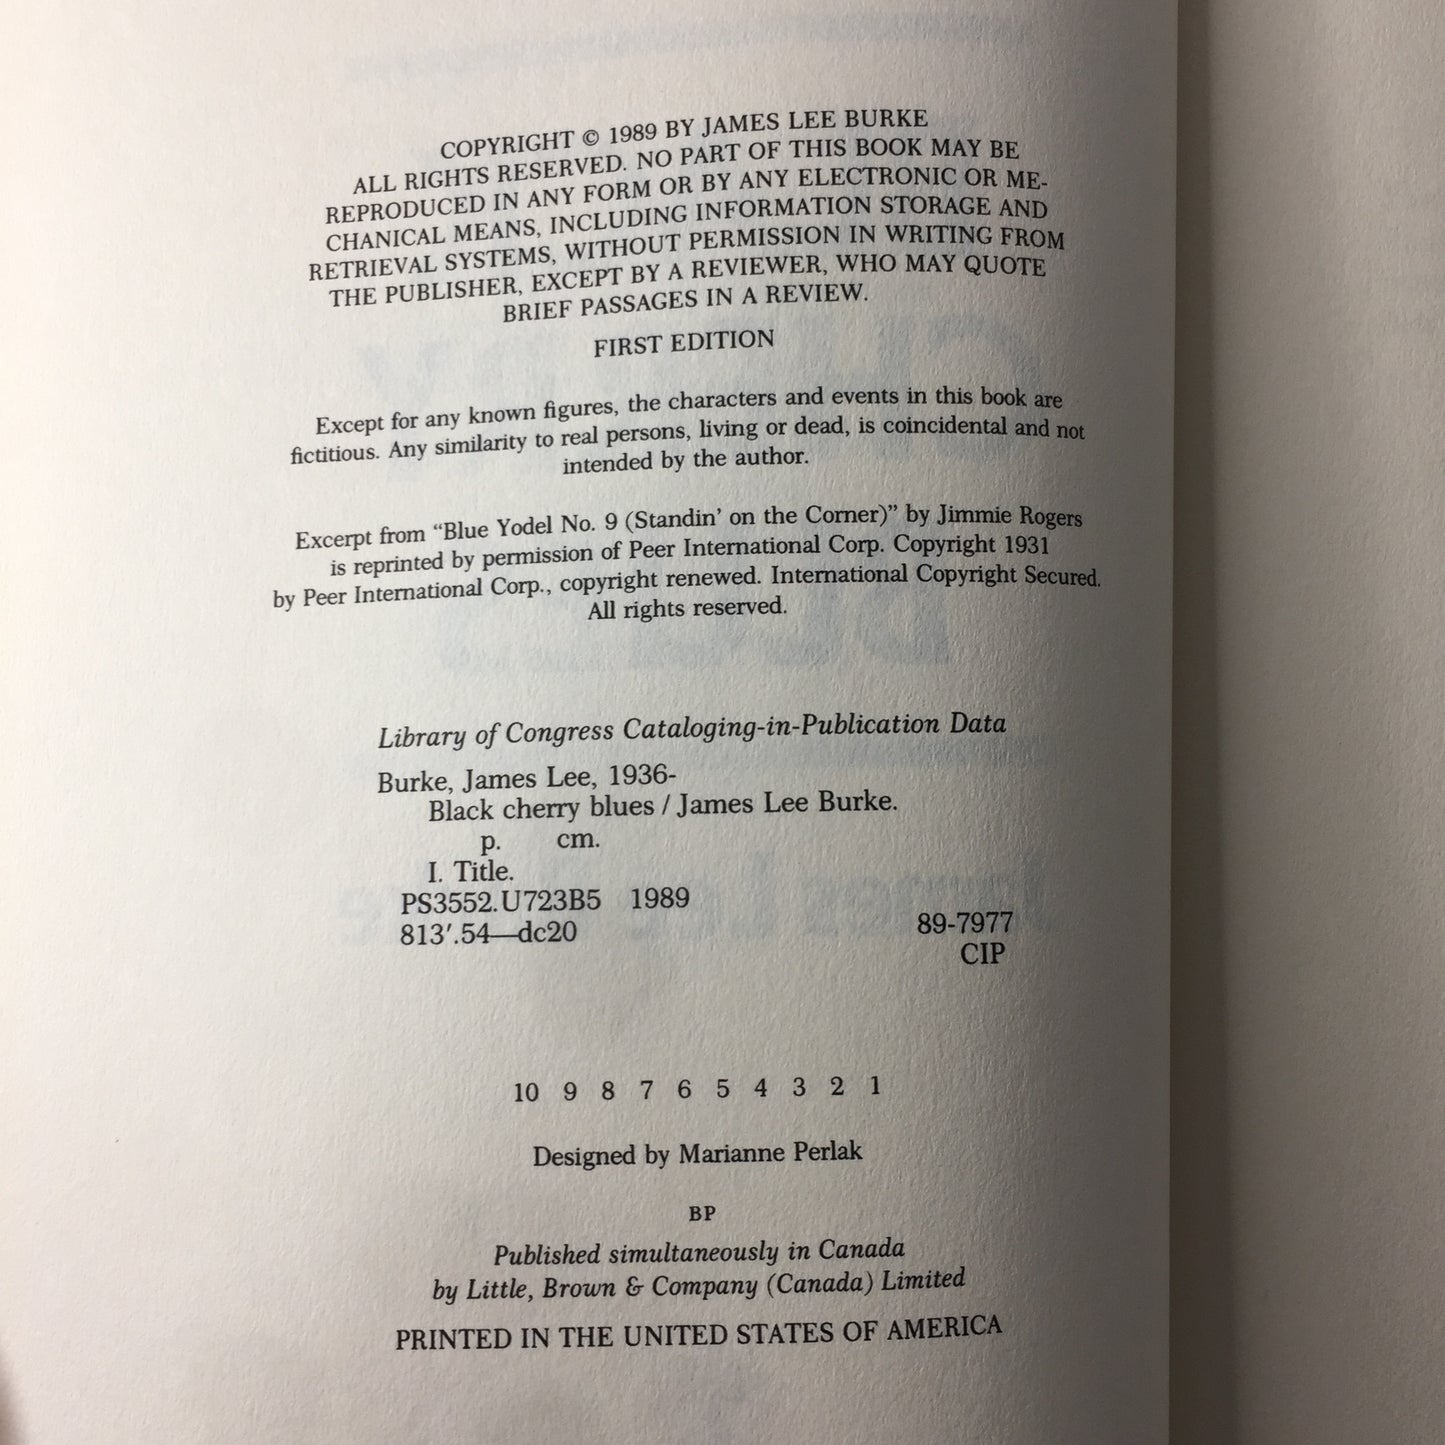 COPYRIGHT © 1989 BY JAMES LEE BURKE
ALL RIGHTS RESERVED. NO PART OF THIS BOOK MAY BE
REPRODUCED IN ANY FORM OR BY ANY ELECTRONIC OR ME-
CHANICAL MEANS, INCLUDING INFORMATION STORAGE AND
RETRIEVAL SYSTEMS, WITHOUT PERMISSION IN WRITING FROM
THE PUBLISHER, EXCEPT BY A REVIEWER, WHO MAY QUOTE
BRIEF PASSAGES IN A REVIEW.
FIRST EDITION
Except for any known figures, the characters and events in this book are
fictitious. Any similarity to real persons, living or dead, is coincidental and not
intended by the author.
Excerpt from “Blue Yodel No. 9 (Standin’ on the Corner)” by Jimmie Rogers
is reprinted by permission of Peer International Corp. Copyright 1931
by Peer International Corp., copyright renewed. International Copyright Secured.
All rights reserved.
Library of Congress Cataloging-in-Publication Data
Burke, James Lee, 1936-
Black cherry blues / James Lee Burke.
p. cm.
I. Title.
PS3552.U723B5 1989
813′.54—dc20 89-7977
CIP
10 9 8 7 6 5 4 3 2 1
Designed by Marianne Perlak
BP
Published simultaneously in Canada
by Little, Brown & Company (Canada) Limited
PRINTED IN THE UNITED STATES OF AMERICA